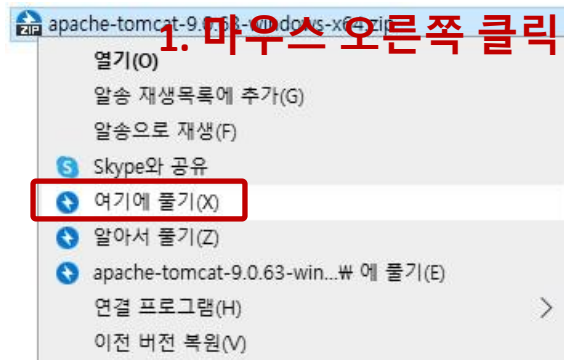 apache-tomcat-9.0.63-windows-x64.zip
1. 마우스 오른쪽 클릭
ZIP
열기(O)
알송 재생목록에 추가(G)
알송으로 재생(F)
S Skype와 공유
여기에 풀기(X)
알아서 풀기(Z)
apache-tomcat-9.0.63-win...₩ 에 풀기(E)
연결 프로그램(H)
이전 버전 복원(V)